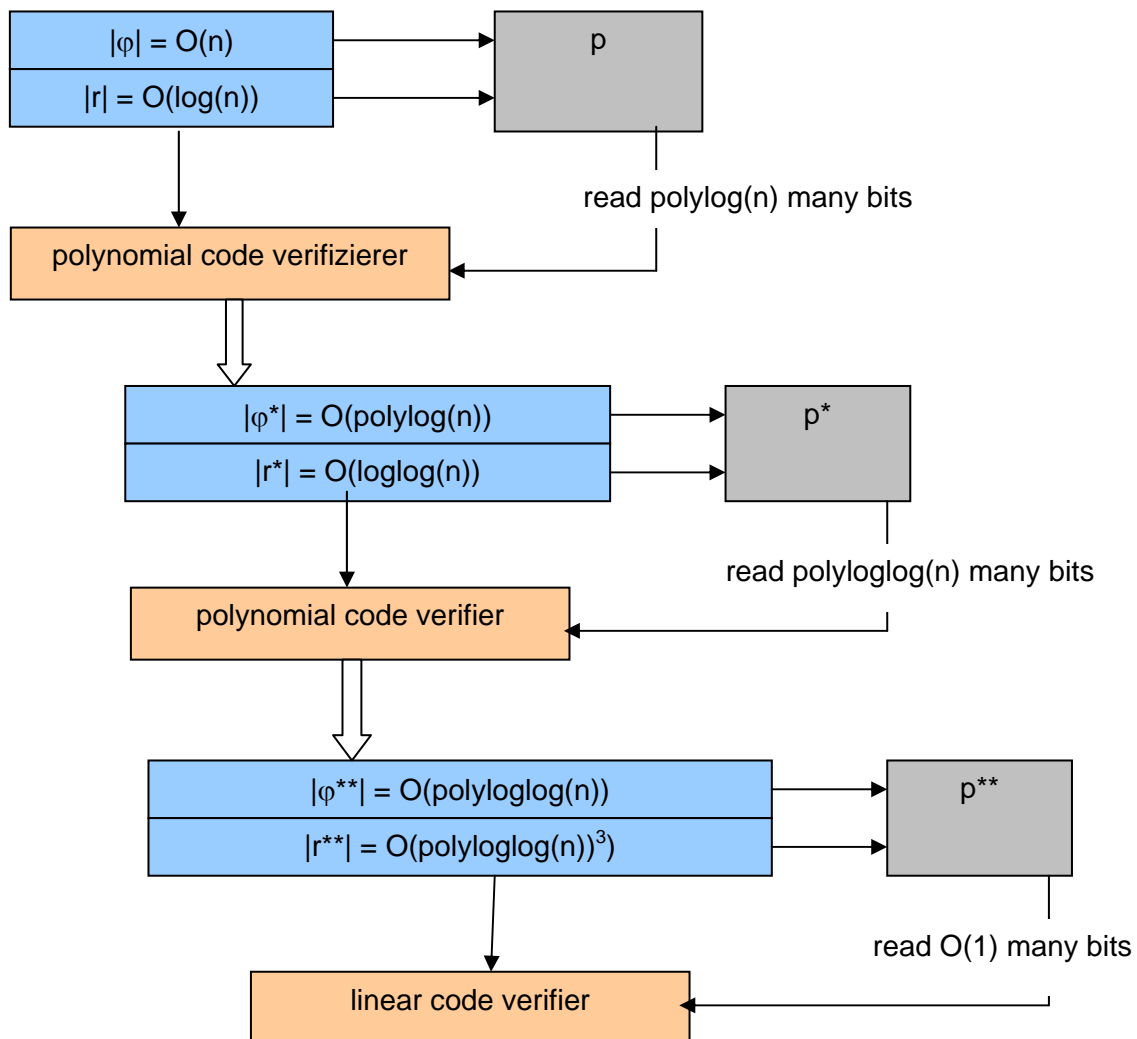 |φ| = O(n)
p
|r| = O(log(n))
read polylog(n) many bits
polynomial code verifizierer
|φ*| = O(polylog(n))
p*
|r*| = O(loglog(n))
read polyloglog(n) many bits
polynomial code verifier
|φ**| = O(polyloglog(n))
p**
|r**| = O(polyloglog(n))³)
read O(1) many bits
linear code verifier